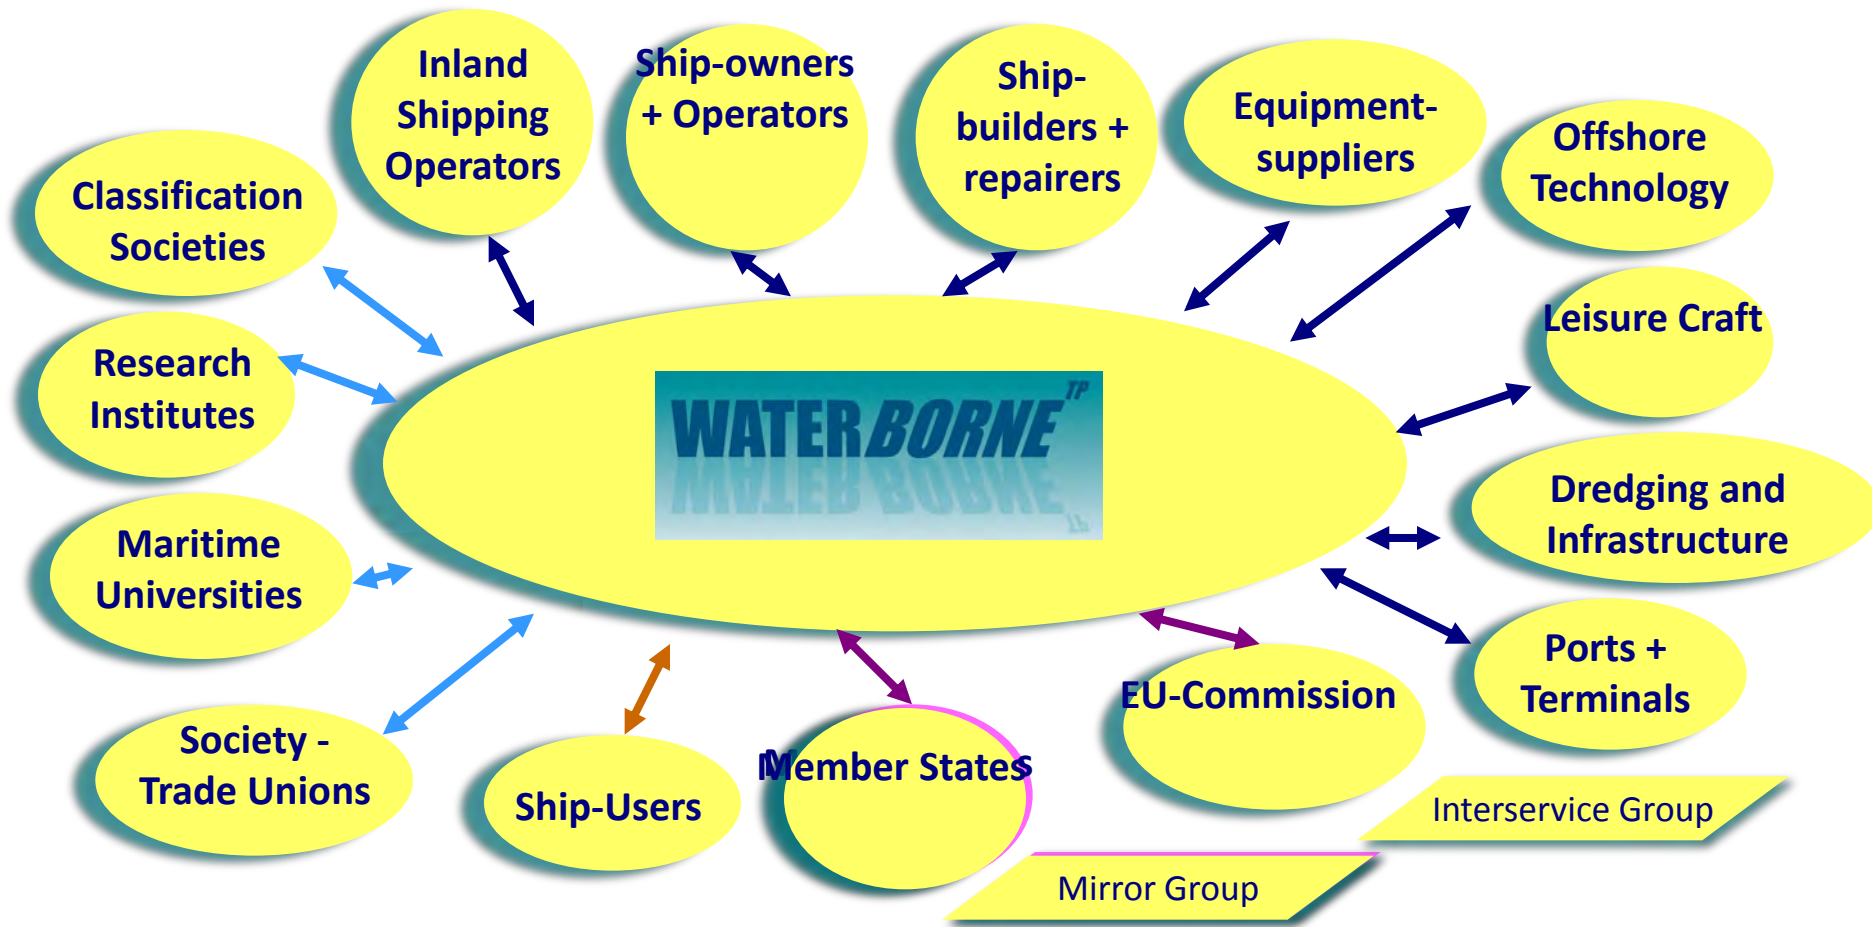 Inland
Shipping
Operators
Ship-owners
+ Operators
Ship-
builders +
repairers
Equipment-
suppliers
Offshore
Technology
Classification
Societies
Leisure Craft
Research
Institutes
WATERBORNE TP
Dredging and
Infrastructure
Maritime
Universities
Ports +
Terminals
EU-Commission
Society -
Trade Unions
Ship-Users
Member States
Interservice Group
Mirror Group